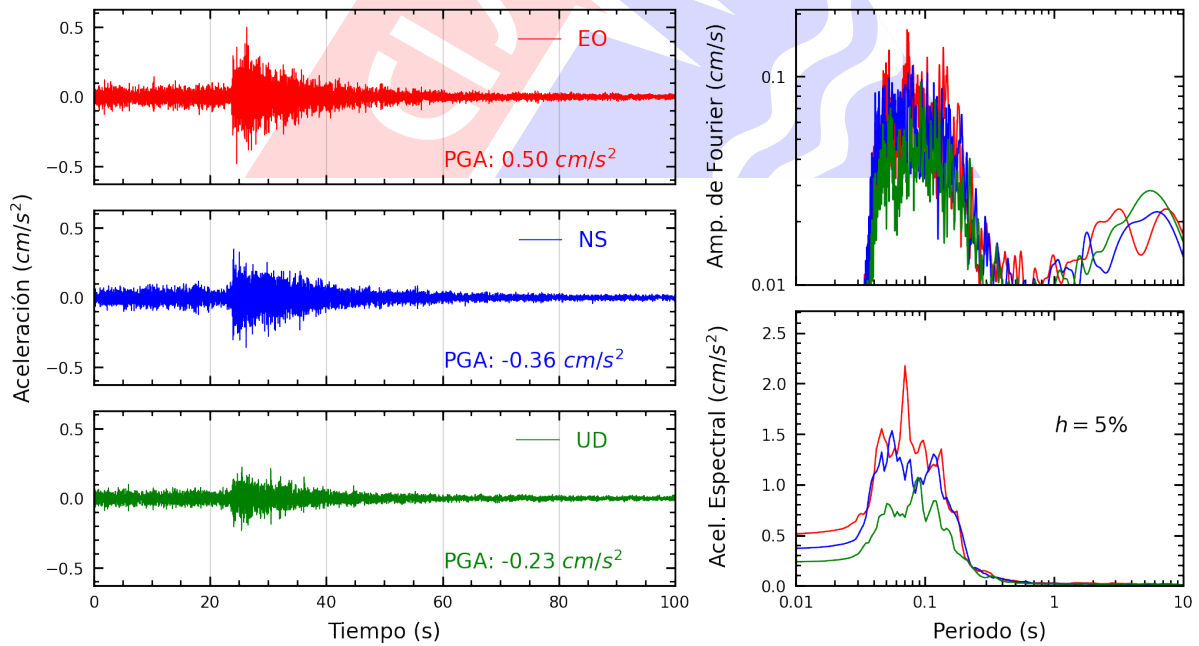 Aceleración (cm/s²)
0.5
0.0
−0.5
EO
PGA: 0.50 cm/s²
0.5
0.0
−0.5
NS
PGA: -0.36 cm/s²
0.5
0.0
−0.5
UD
PGA: -0.23 cm/s²
0 20 40 60 80 100
Tiempo (s)
Amp. de Fourier (cm/s)
0.1
0.01
Acel. Espectral (cm/s²)
2.5
2.0
1.5
1.0
0.5
0.0
h = 5%
0.01 0.1 1 10
Periodo (s)